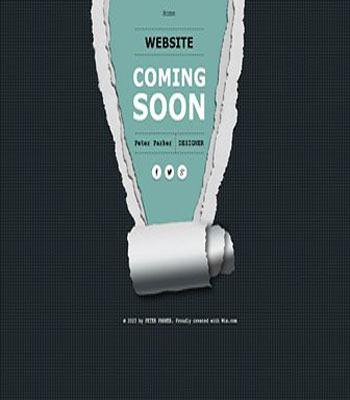 Home
WEBSITE
COMING
SOON
Peter Parker DESIGNER
© 2023 by PETER PARKER. Proudly created with Wix.com